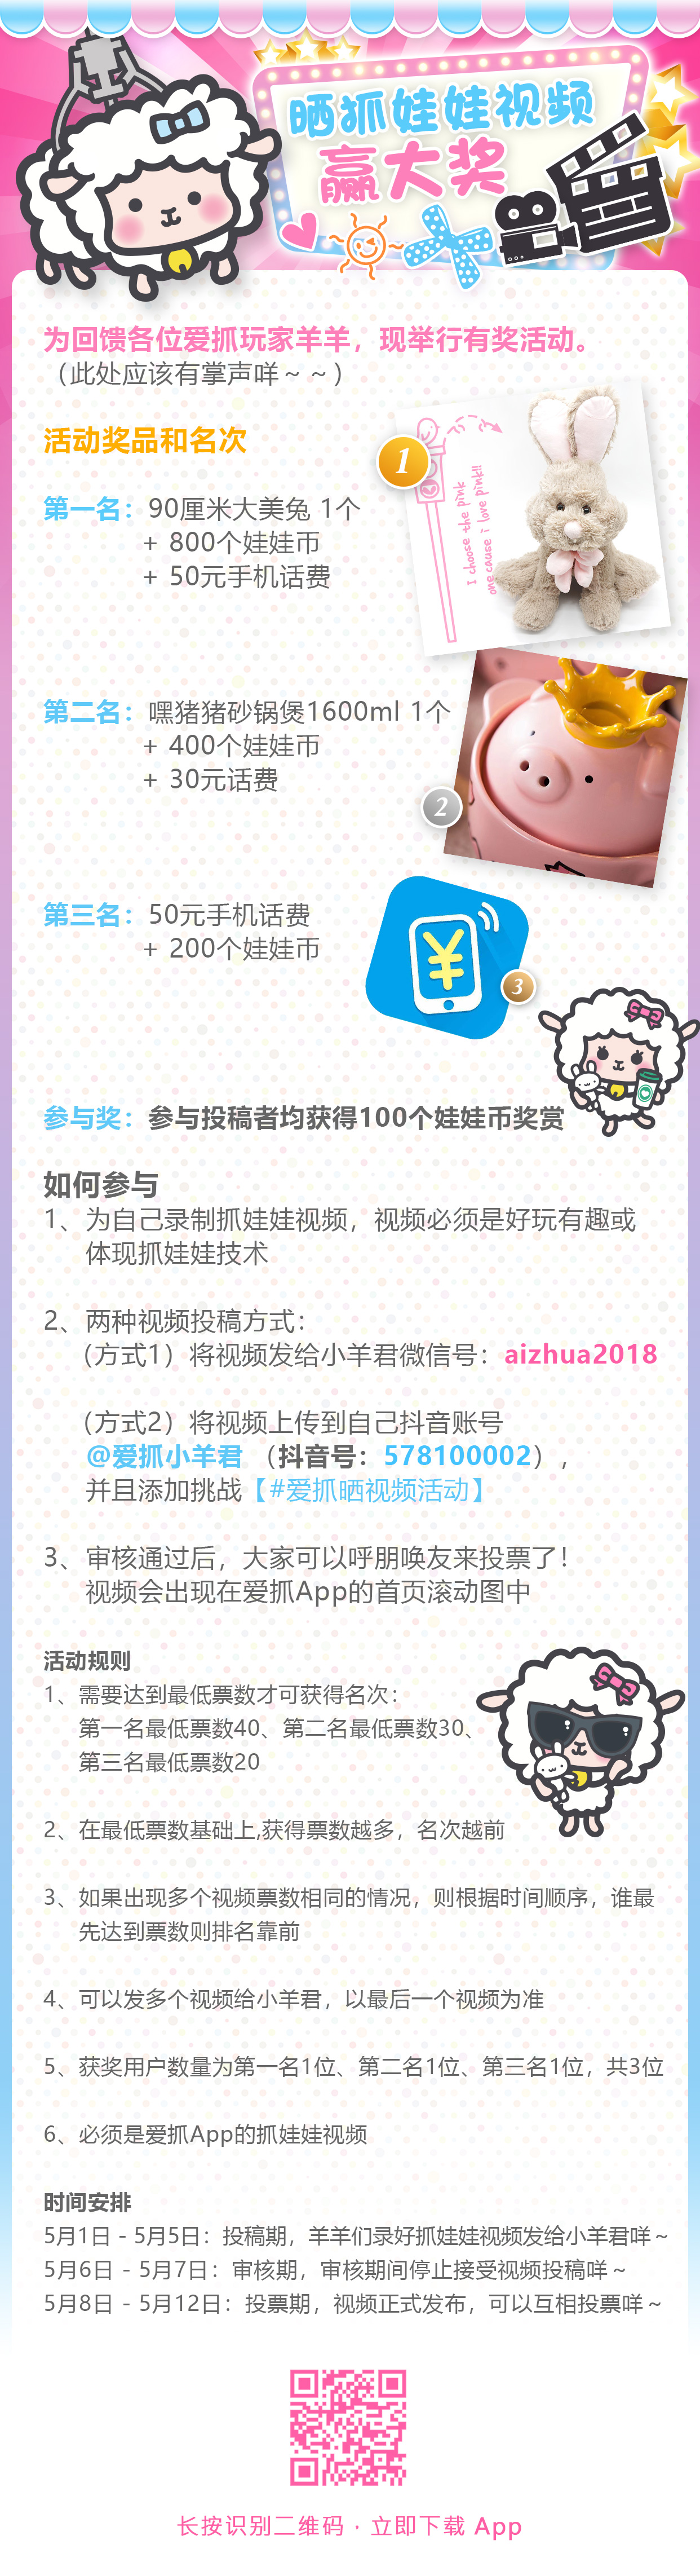 晒抓娃娃视频
赢大奖
为回馈各位爱抓玩家羊羊，现举行有奖活动。
（此处应该有掌声咩～～）
活动奖品和名次
1
第一名：90厘米大美兔 1个
+ 800个娃娃币
+ 50元手机话费
I choose the pink
one cause i love pink!!
第二名：嘿猪猪砂锅煲1600ml 1个
+ 400个娃娃币
+ 30元话费
2
第三名：50元手机话费
+ 200个娃娃币
¥
3
参与奖：参与投稿者均获得100个娃娃币奖赏
如何参与
1、为自己录制抓娃娃视频，视频必须是好玩有趣或
体现抓娃娃技术
2、两种视频投稿方式：
（方式1）将视频发给小羊君微信号：aizhua2018
（方式2）将视频上传到自己抖音账号
@爱抓小羊君 （抖音号：578100002），
并且添加挑战【#爱抓晒视频活动】
3、审核通过后，大家可以呼朋唤友来投票了！
视频会出现在爱抓App的首页滚动图中
活动规则
1、需要达到最低票数才可获得名次：
第一名最低票数40、第二名最低票数30、
第三名最低票数20
2、在最低票数基础上,获得票数越多，名次越前
3、如果出现多个视频票数相同的情况，则根据时间顺序，谁最
先达到票数则排名靠前
4、可以发多个视频给小羊君，以最后一个视频为准
5、获奖用户数量为第一名1位、第二名1位、第三名1位，共3位
6、必须是爱抓App的抓娃娃视频
时间安排
5月1日 - 5月5日：投稿期，羊羊们录好抓娃娃视频发给小羊君咩～
5月6日 - 5月7日：审核期，审核期间停止接受视频投稿咩～
5月8日 - 5月12日：投票期，视频正式发布，可以互相投票咩～
长按识别二维码 · 立即下载 App